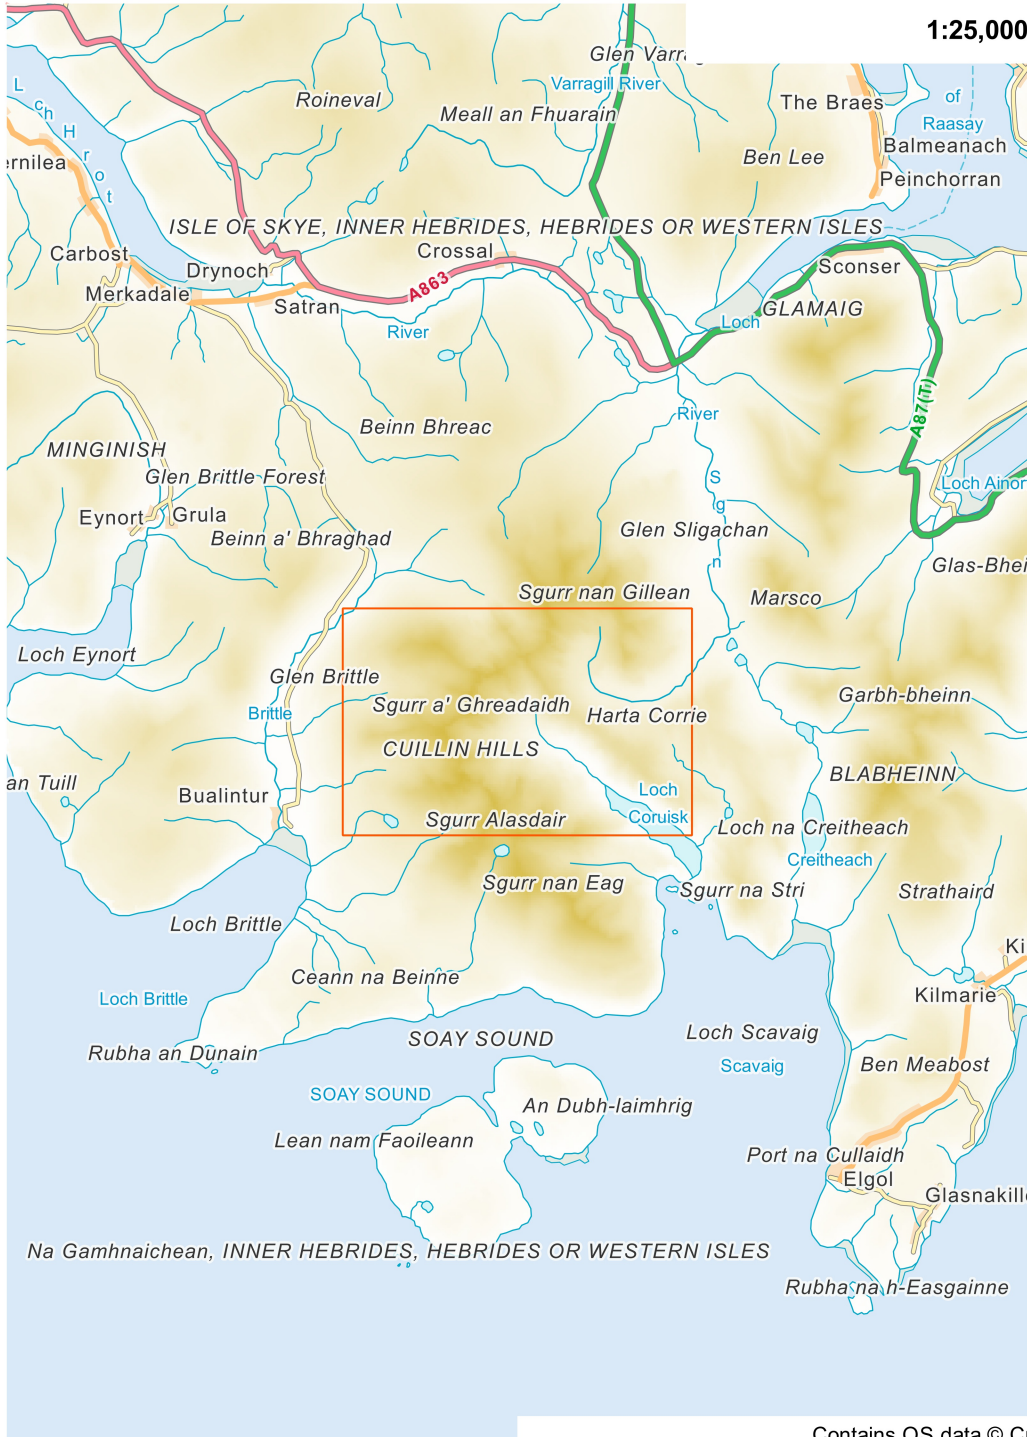 1:25,000
Glen Varrag
Varragill River
L
ch
H
r
o
t
Roineval
Meall an Fhuarain
The Braes
of
Raasay
Balmeanach
Ben Lee
Peinchorran
ernilea
ISLE OF SKYE, INNER HEBRIDES, HEBRIDES OR WESTERN ISLES
Carbost
Crossal
Drynoch
Sconser
A863
Merkadale
Satran
GLAMAIG
Loch
River
A87(T)
River
Beinn Bhreac
MINGINISH
Glen Brittle Forest
S
g
n
Loch Ainor
Eynort
Grula
Glen Sligachan
Beinn a' Bhraghad
Glas-Bhei
Sgurr nan Gillean
Marsco
Loch Eynort
Glen Brittle
Garbh-bheinn
Sgurr a' Ghreadaidh
Harta Corrie
Brittle
CUILLIN HILLS
BLABHEINN
an Tuill
Bualintur
Loch
Coruisk
Sgurr Alasdair
Loch na Creitheach
Creitheach
Sgurr nan Eag
Sgurr na Stri
Strathaird
Loch Brittle
Ki
Ceann na Beinne
Loch Brittle
Kilmarie
SOAY SOUND
Loch Scavaig
Rubha an Dunain
Scavaig
Ben Meabost
SOAY SOUND
An Dubh-laimhrig
Lean nam Faoileann
Port na Cullaidh
Elgol
Glasnakille
Na Gamhnaichean, INNER HEBRIDES, HEBRIDES OR WESTERN ISLES
Rubha na h-Easgainne
Contains OS data © C